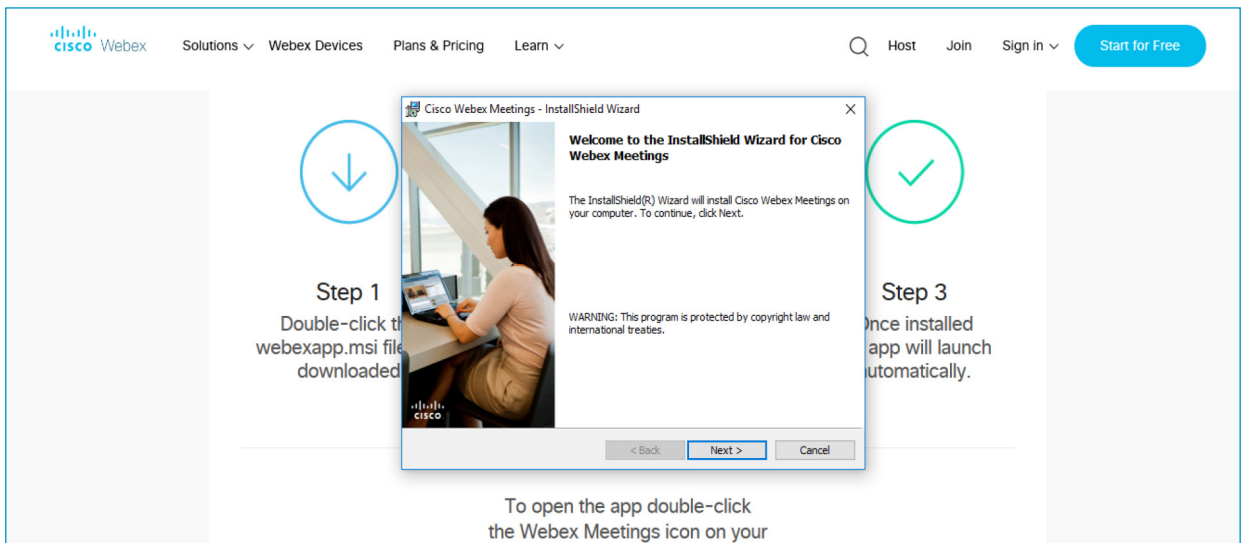 cisco Webex Solutions Webex Devices Plans & Pricing Learn Host Join Sign in Start for Free
Cisco Webex Meetings - InstallShield Wizard
Welcome to the InstallShield Wizard for Cisco
Webex Meetings
The InstallShield(R) Wizard will install Cisco Webex Meetings on
your computer. To continue, click Next.
WARNING: This program is protected by copyright law and
international treaties.
cisco
< Back Next > Cancel
Step 1
Double-click
webexapp.msi
downloaded
Step 3
installed
app will launch
To open the app double-click
the Webex Meetings icon on your